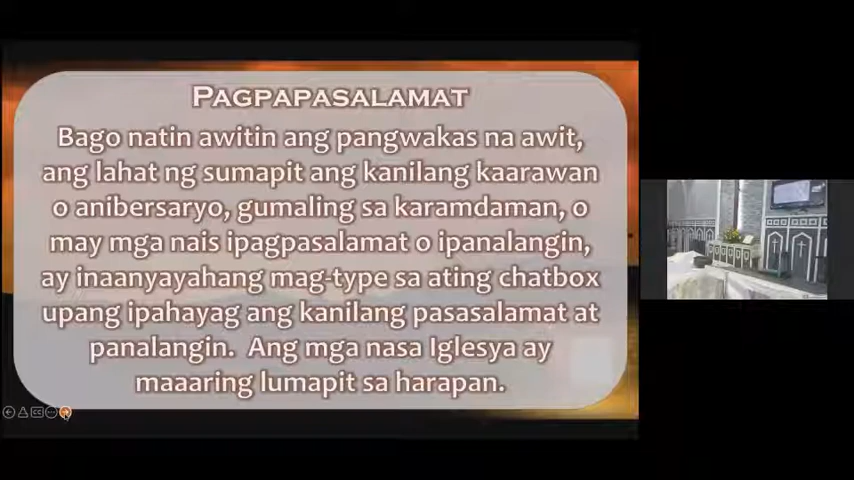 PAGPAPASALAMAT
Bago natin awitin ang pangwakas na awit,
ang lahat ng sumapit ang kanilang kaarawan
o anibersaryo, gumaling sa karamdaman, o
may mga nais ipagpasalamat o ipanalangin,
ay inaanyayahang mag-type sa ating chatbox
upang ipahayag ang kanilang pasasalamat at
panalangin. Ang mga nasa Iglesya ay
maaaring lumapit sa harapan.